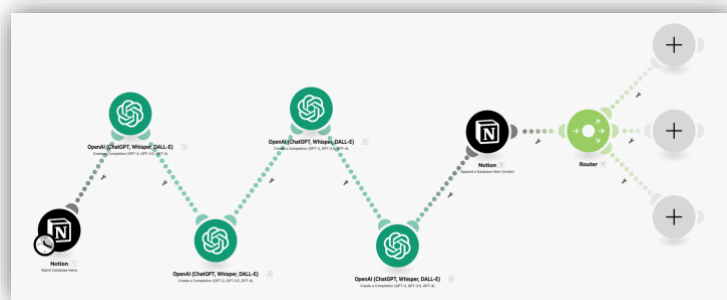 OpenAI (ChatGPT, Whisper, DALL-E)
Create a Completion (GPT-3, GPT-3.5, GPT-4)
OpenAI (ChatGPT, Whisper, DALL-E)
Create a Completion (GPT-3, GPT-3.5, GPT-4)
Notion
Append a Database Item Content
Router
Notion
Watch Database Items
OpenAI (ChatGPT, Whisper, DALL-E)
Create a Completion (GPT-3, GPT-3.5, GPT-4)
OpenAI (ChatGPT, Whisper, DALL-E)
Create a Completion (GPT-3, GPT-3.5, GPT-4)